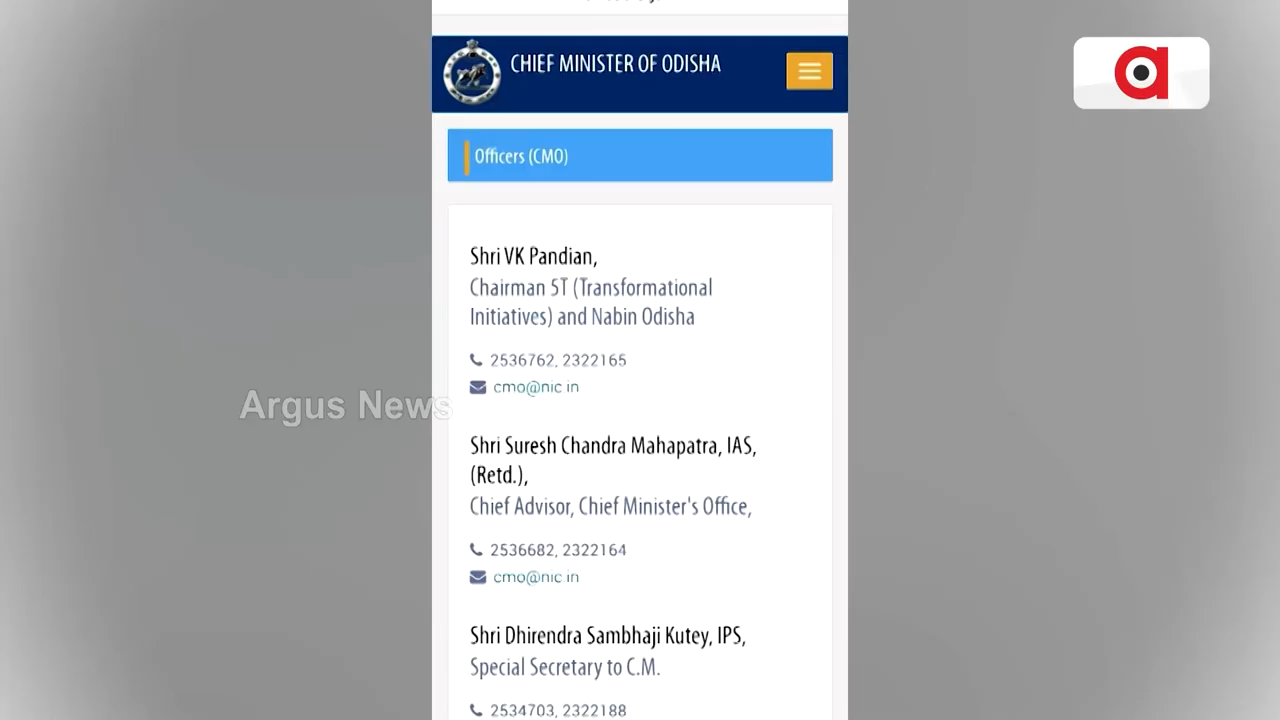 CHIEF MINISTER OF ODISHA
Officers (CMO)
Shri VK Pandian,
Chairman 5T (Transformational
Initiatives) and Nabin Odisha
2536762, 2322165
cmo@nic.in
Argus News
Shri Suresh Chandra Mahapatra, IAS,
(Retd.),
Chief Advisor, Chief Minister's Office,
2536682, 2322164
cmo@nic.in
Shri Dhirendra Sambhaji Kutey, IPS,
Special Secretary to C.M.
2534703, 2322188